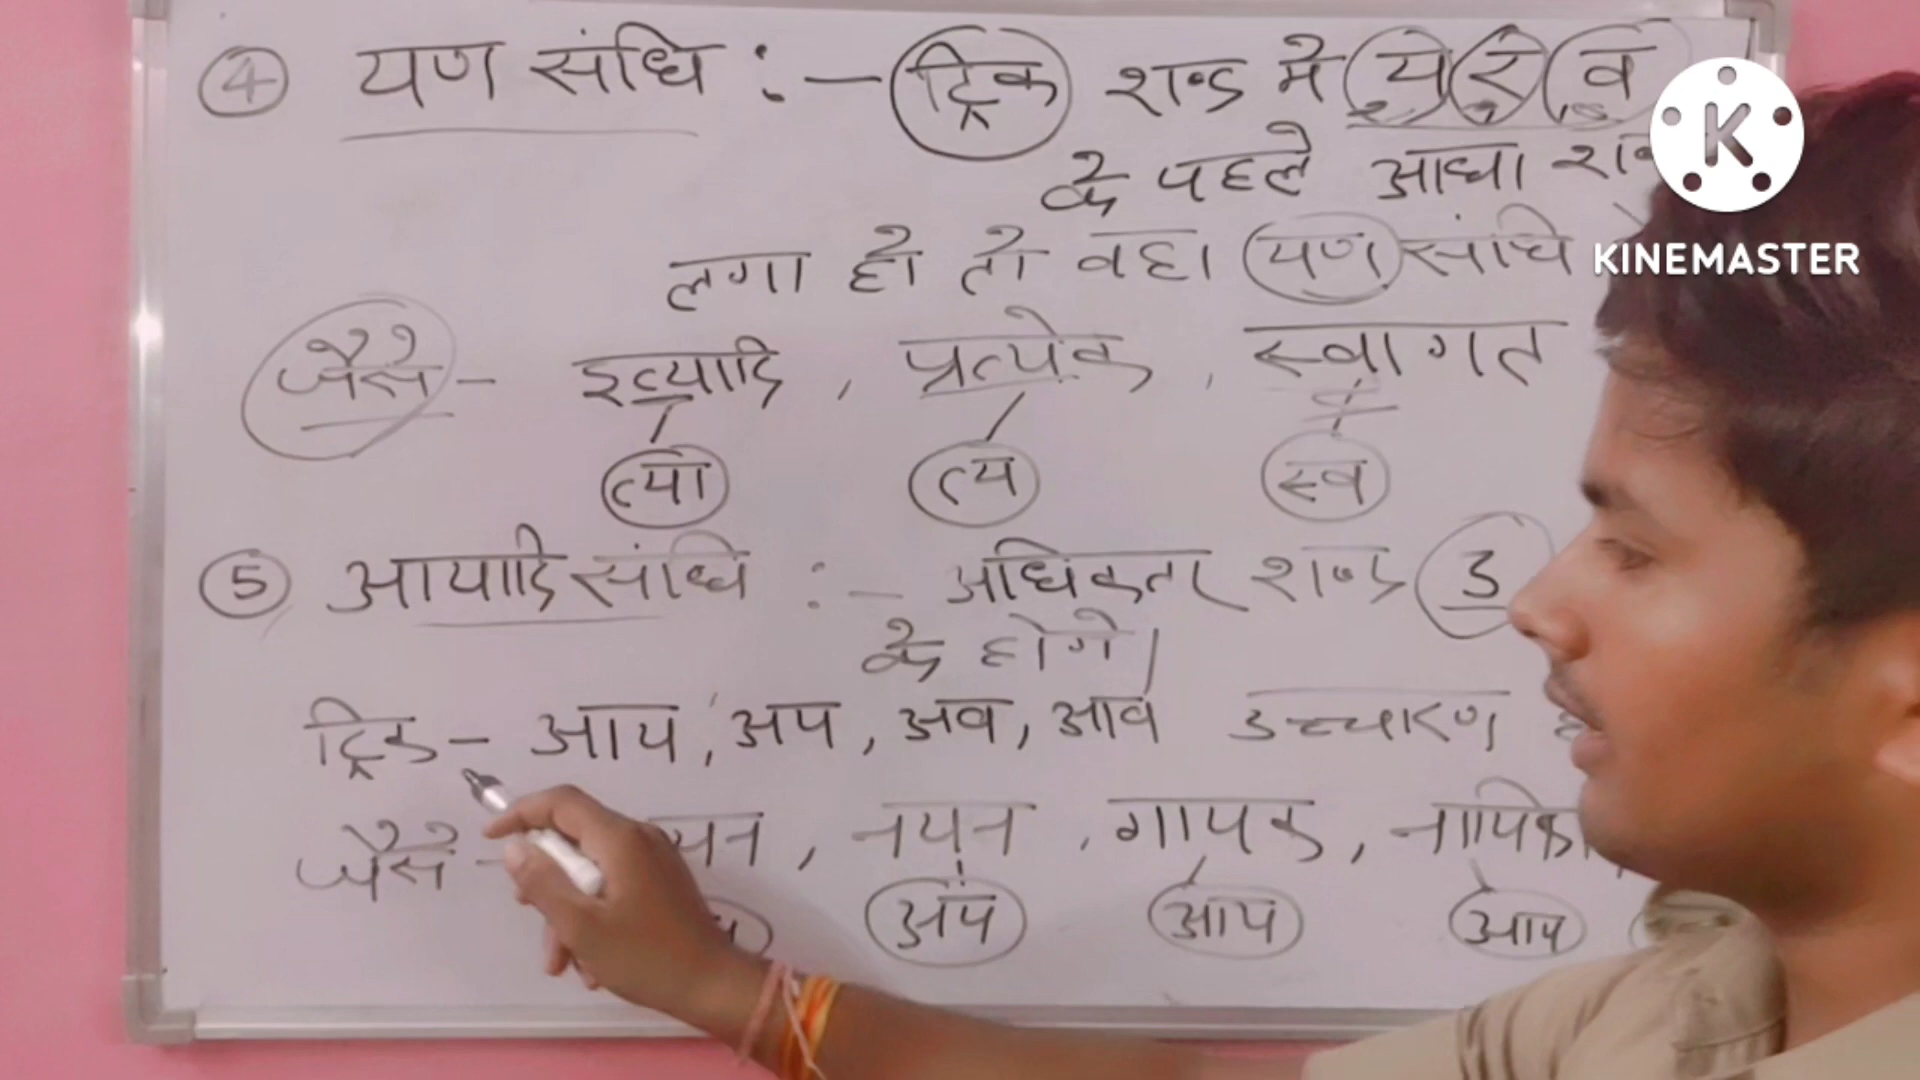 ④ यण संधि :- ट्रिक शब्द मे य र व
के पहले आधा
लगा हो तो वहा यण संधि
जैसे - इत्यादि , प्रत्येक , स्वागत
त्या त्य स्व
⑤ आयादि संधि :- अधिकतर शब्द 3
के होगे।
ट्रिक - आय, अय, अव, आव उच्चारण
जैसे - नयन , गायक , नायिका
अय आय आय
K
KINEMASTER